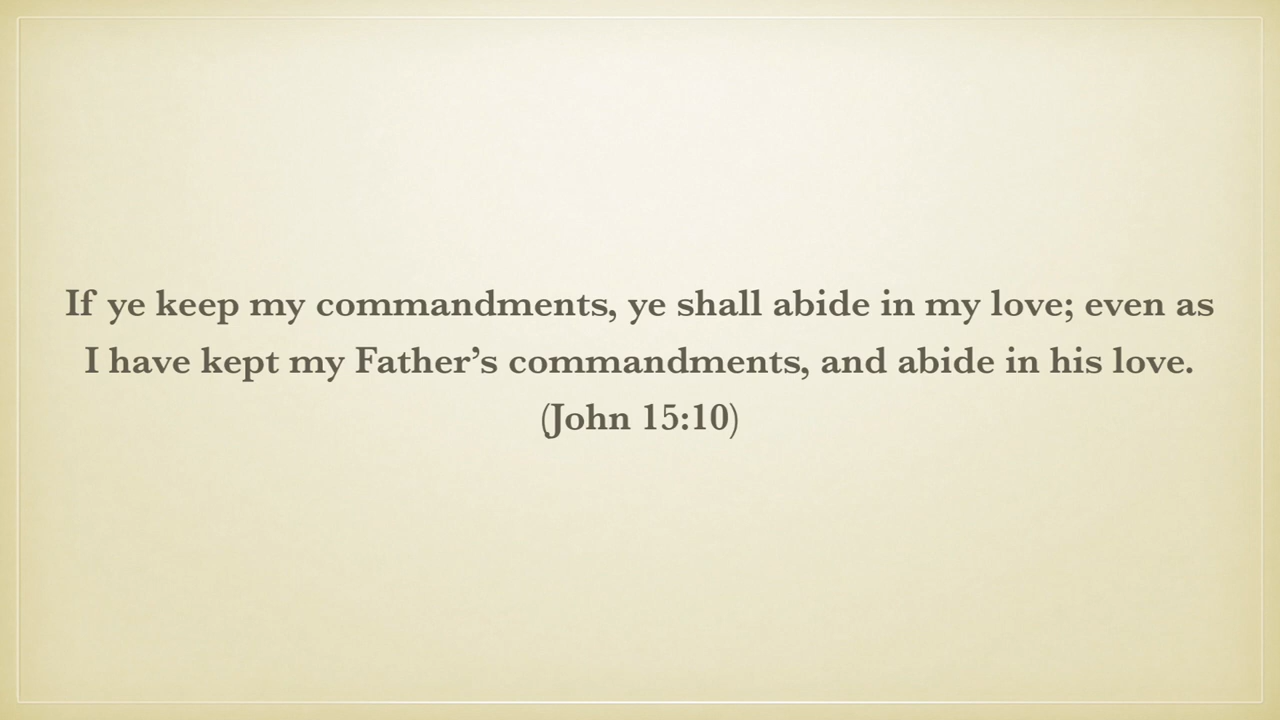 If ye keep my commandments, ye shall abide in my love; even as
I have kept my Father’s commandments, and abide in his love.
(John 15:10)